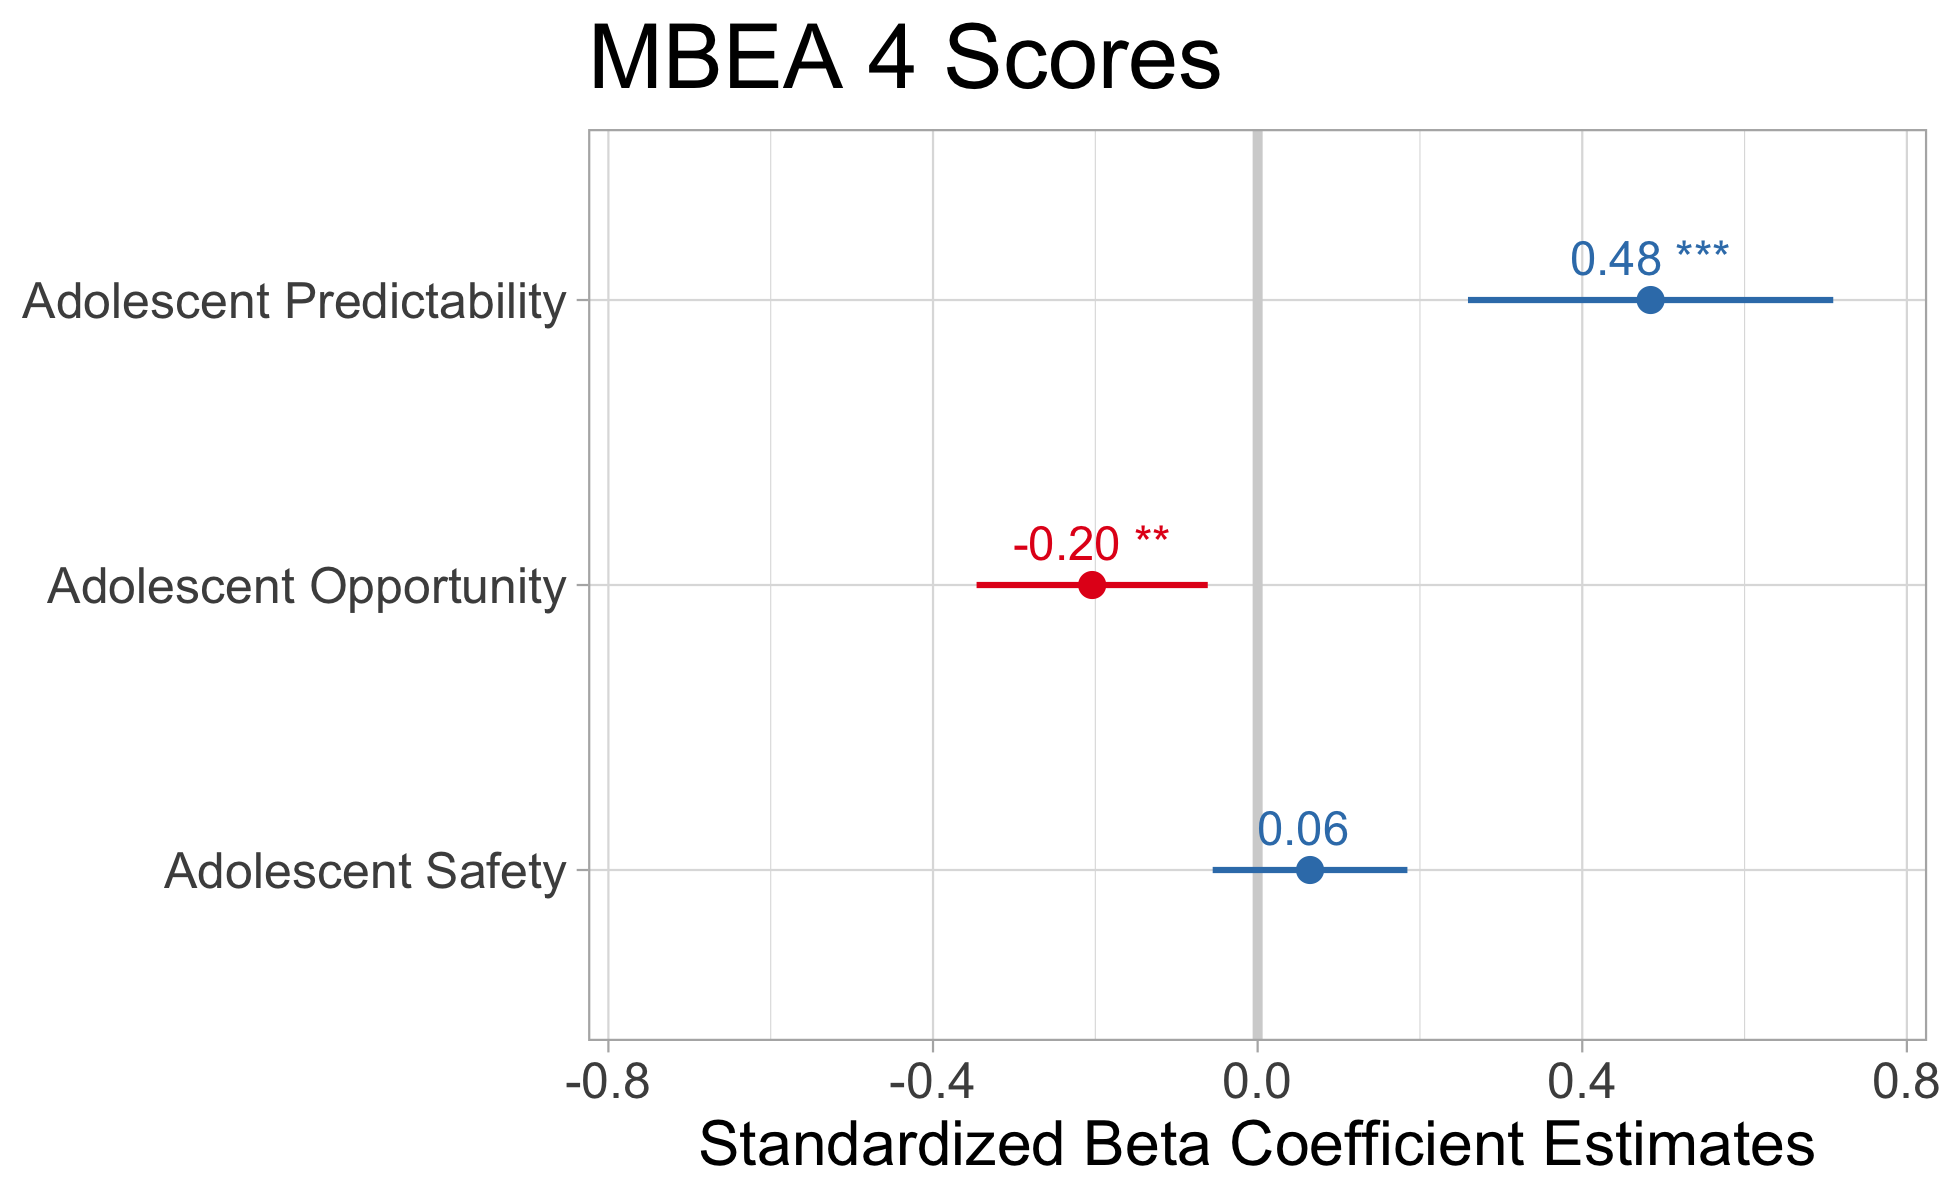 MBEA 4 Scores
Adolescent Predictability
0.48 ***
Adolescent Opportunity
-0.20 **
Adolescent Safety
0.06
-0.8 -0.4 0.0 0.4 0.8
Standardized Beta Coefficient Estimates